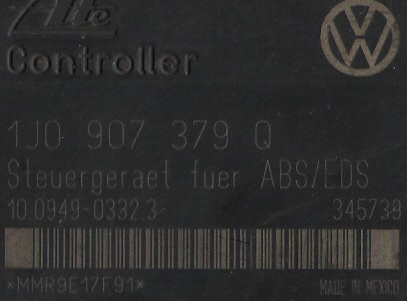 Ate
Controller
1J0 907 379 Q
Steuergeraet fuer ABS/EDS
10.0949-0332.3- 345738
*MMR9E17F91*
MADE IN MEXICO